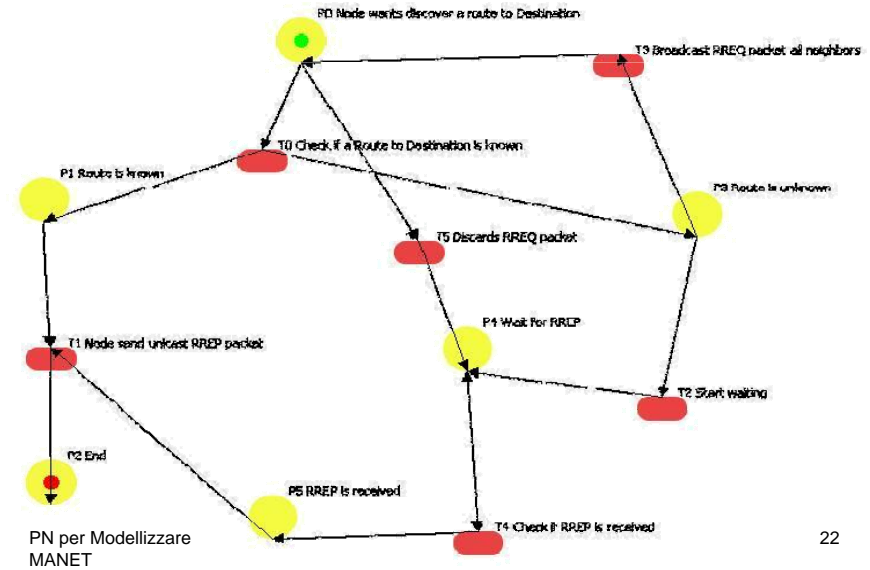 P0 Node wants discover a route to Destination
T3 Broadcast RREQ packet all neighbors
T0 Check if a Route to Destination is known
P1 Route is known
P3 Route is unknown
T5 Discards RREQ packet
P4 Wait for RREP
T1 Node send unicast RREP packet
T2 Start waiting
P2 End
P5 RREP is received
T4 Check if RREP is received
PN per Modellizzare
MANET
22